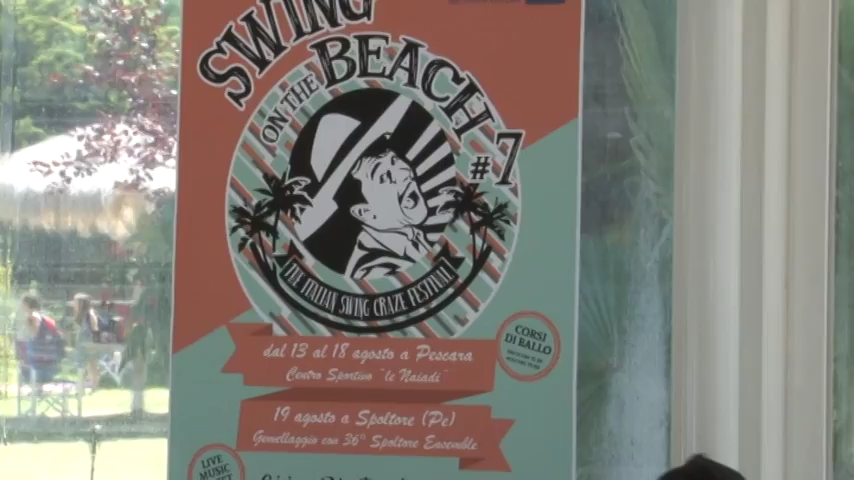 SWING
ON THE BEACH
#7
THE ITALIAN SWING CRAZE FESTIVAL
CORSI
DI BALLO
dal 13 al 18 agosto a Pescara
Centro Sportivo "le Naiadi"
19 agosto a Spoltore (Pe)
Gemellaggio con 36° Spoltore Ensemble
LIVE
MUSIC